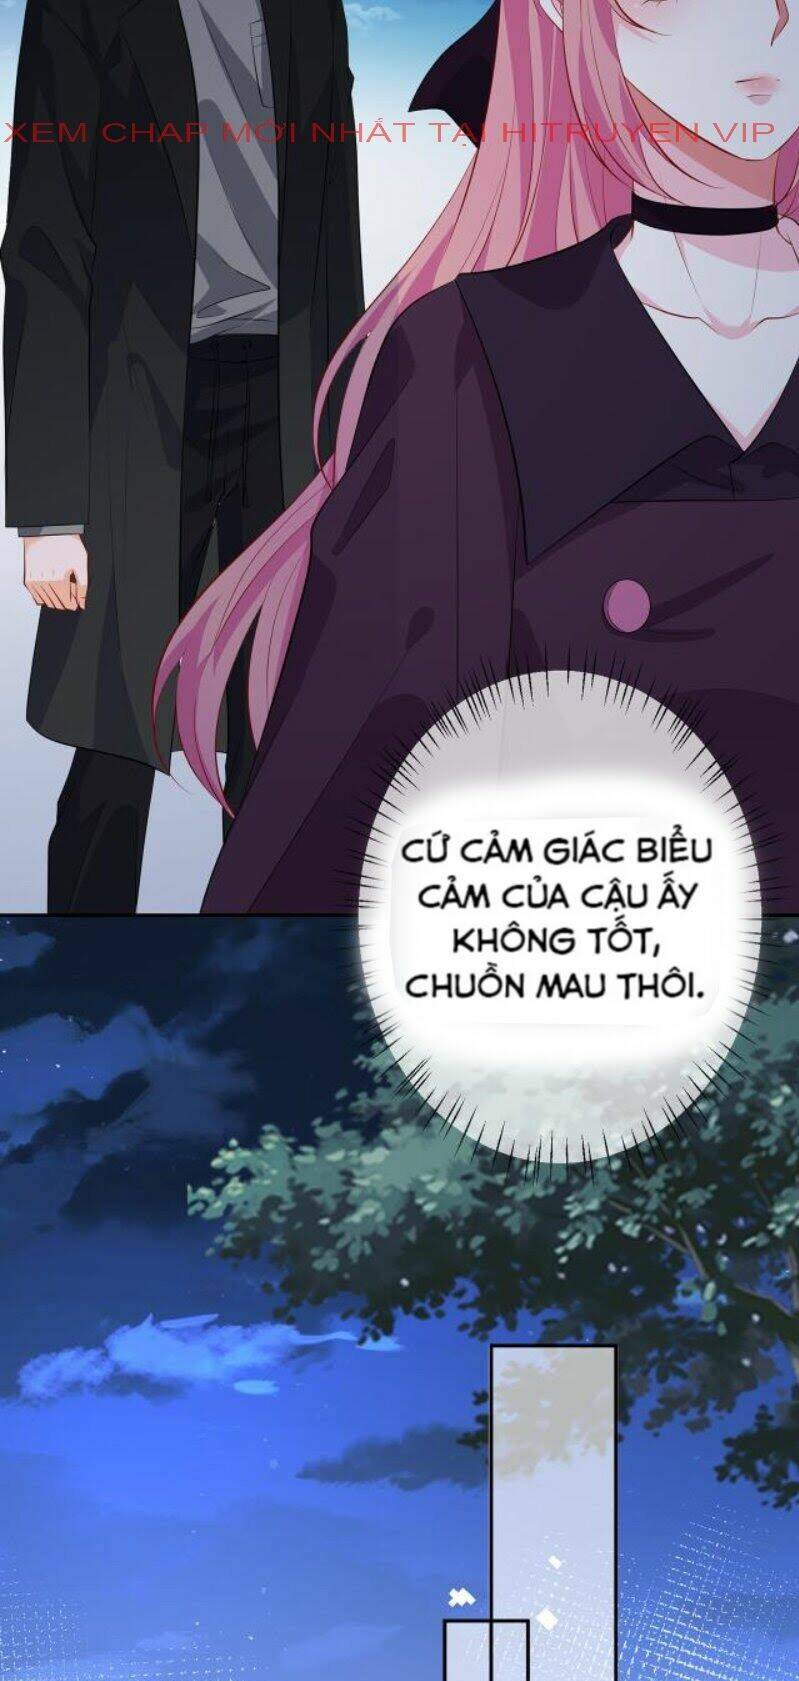 XEM CHAP MỚI NHẤT TẠI HITRUYEN VIP
CỨ CẢM GIÁC BIỂU
CẢM CỦA CẬU ẤY
KHÔNG TỐT,
CHUỒN MAU THÔI.